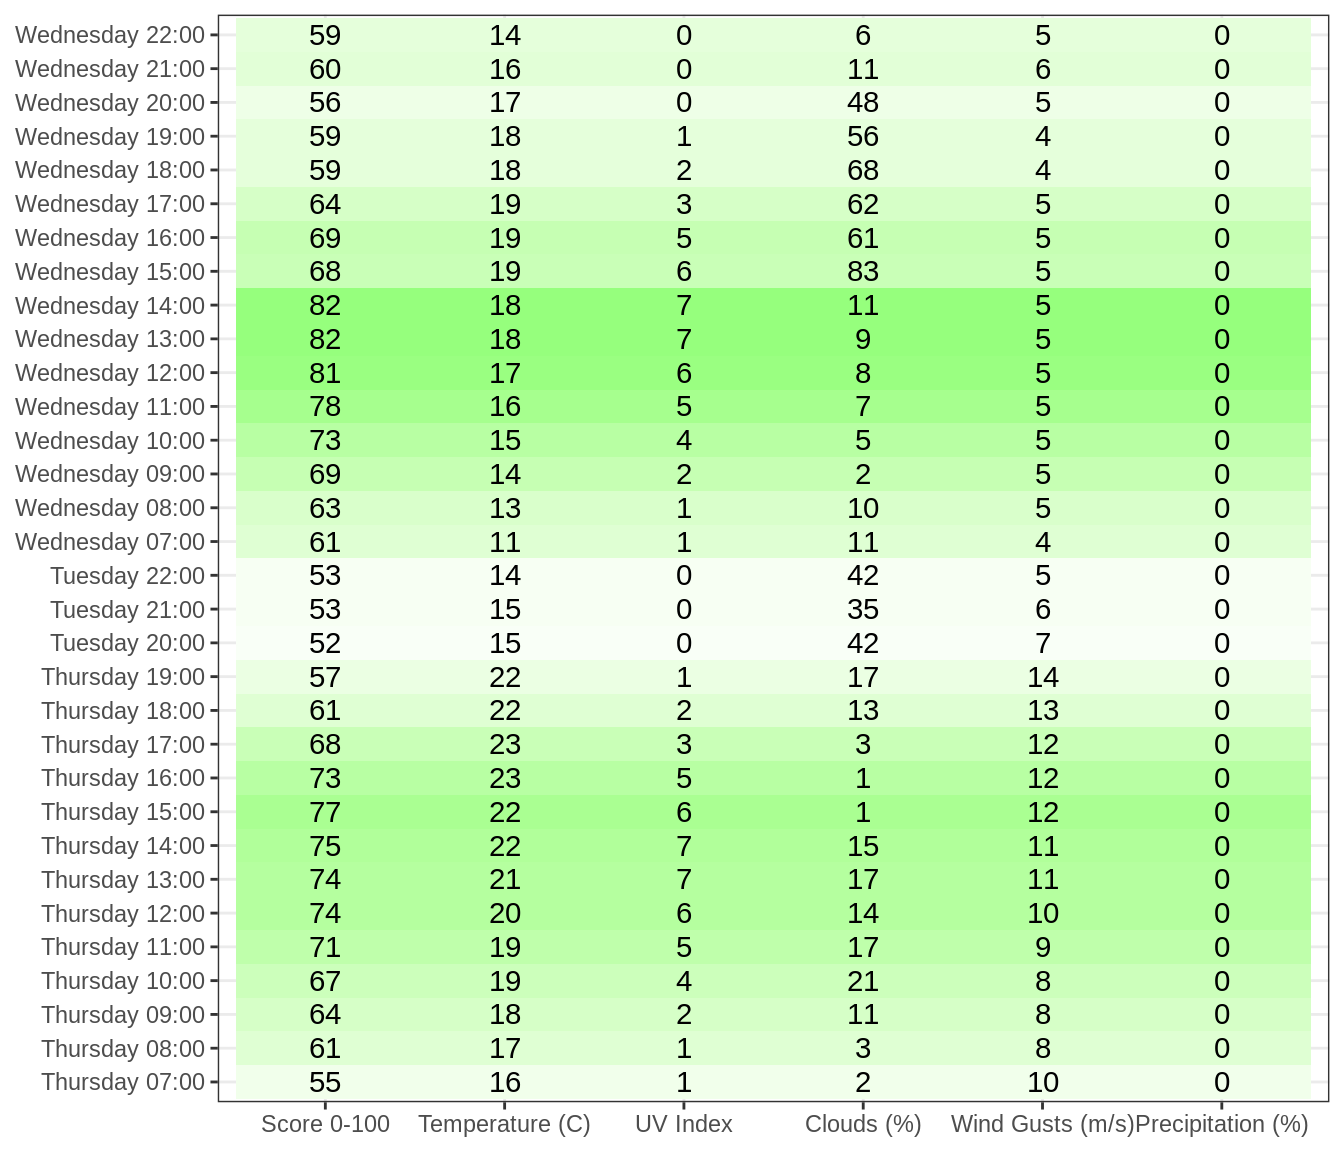 Wednesday 22:00 59 14 0 6 5 0
Wednesday 21:00 60 16 0 11 6 0
Wednesday 20:00 56 17 0 48 5 0
Wednesday 19:00 59 18 1 56 4 0
Wednesday 18:00 59 18 2 68 4 0
Wednesday 17:00 64 19 3 62 5 0
Wednesday 16:00 69 19 5 61 5 0
Wednesday 15:00 68 19 6 83 5 0
Wednesday 14:00 82 18 7 11 5 0
Wednesday 13:00 82 18 7 9 5 0
Wednesday 12:00 81 17 6 8 5 0
Wednesday 11:00 78 16 5 7 5 0
Wednesday 10:00 73 15 4 5 5 0
Wednesday 09:00 69 14 2 2 5 0
Wednesday 08:00 63 13 1 10 5 0
Wednesday 07:00 61 11 1 11 4 0
Tuesday 22:00 53 14 0 42 5 0
Tuesday 21:00 53 15 0 35 6 0
Tuesday 20:00 52 15 0 42 7 0
Thursday 19:00 57 22 1 17 14 0
Thursday 18:00 61 22 2 13 13 0
Thursday 17:00 68 23 3 3 12 0
Thursday 16:00 73 23 5 1 12 0
Thursday 15:00 77 22 6 1 12 0
Thursday 14:00 75 22 7 15 11 0
Thursday 13:00 74 21 7 17 11 0
Thursday 12:00 74 20 6 14 10 0
Thursday 11:00 71 19 5 17 9 0
Thursday 10:00 67 19 4 21 8 0
Thursday 09:00 64 18 2 11 8 0
Thursday 08:00 61 17 1 3 8 0
Thursday 07:00 55 16 1 2 10 0
Score 0-100 Temperature (C) UV Index Clouds (%) Wind Gusts (m/s) Precipitation (%)